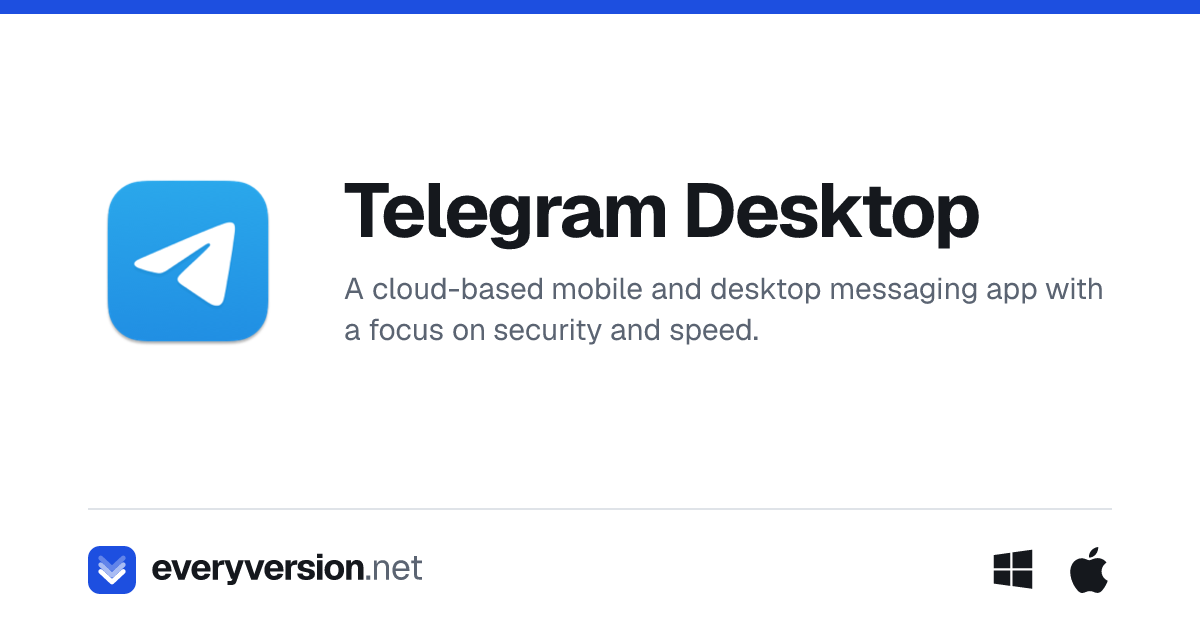 Telegram Desktop
A cloud-based mobile and desktop messaging app with
a focus on security and speed.
everyversion.net